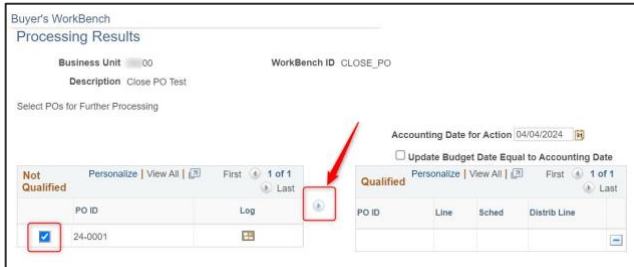 Buyer's WorkBench
Processing Results
Business Unit 00 WorkBench ID CLOSE_PO
Description Close PO Test
Select POs for Further Processing
Accounting Date for Action 04/04/2024
Update Budget Date Equal to Accounting Date
Not Qualified Personalize | View All | First 1 of 1 Last
Qualified Personalize | View All | First 1 of 1 Last
PO ID Log
PO ID Line Sched Distrib Line
24-0001